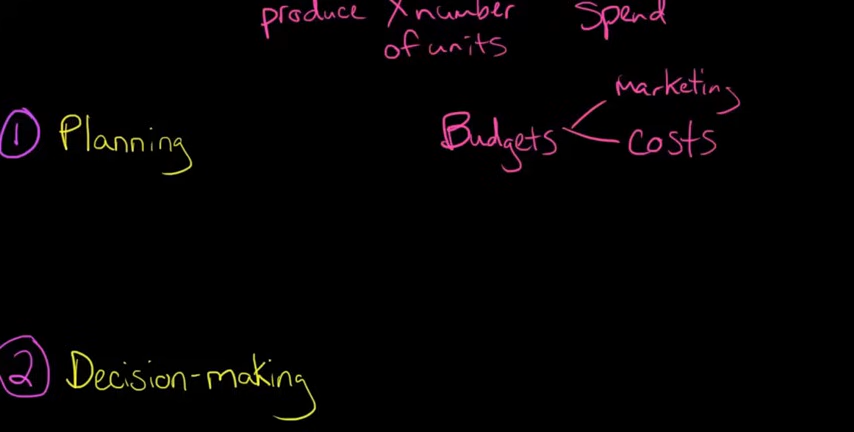 produce X number Spend
of units
marketing
1 Planning Budgets costs
2 Decision-making